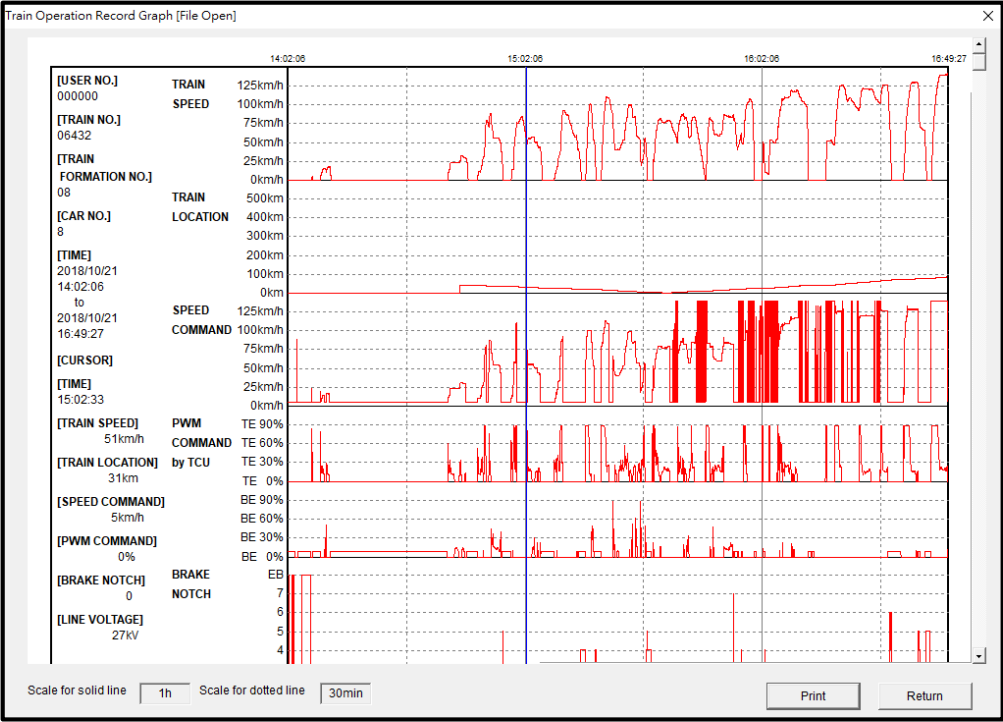 Train Operation Record Graph [File Open]
14:02:06 15:02:06 16:02:06 16:49:27
[USER NO.]
000000
[TRAIN NO.]
06432
[TRAIN
FORMATION NO.]
08
[CAR NO.]
8
[TIME]
2018/10/21
14:02:06
to
2018/10/21
16:49:27
[CURSOR]
[TIME]
15:02:33
[TRAIN SPEED]
51km/h
[TRAIN LOCATION]
31km
[SPEED COMMAND]
5km/h
[PWM COMMAND]
0%
[BRAKE NOTCH]
0
[LINE VOLTAGE]
27kV
TRAIN
SPEED
125km/h
100km/h
75km/h
50km/h
25km/h
0km/h
TRAIN
LOCATION
500km
400km
300km
200km
100km
0km
SPEED
COMMAND
125km/h
100km/h
75km/h
50km/h
25km/h
0km/h
PWM
COMMAND
by TCU
TE 90%
TE 60%
TE 30%
TE 0%
BE 90%
BE 60%
BE 30%
BE 0%
BRAKE
NOTCH
EB
7
6
5
4
Scale for solid line 1h Scale for dotted line 30min Print Return